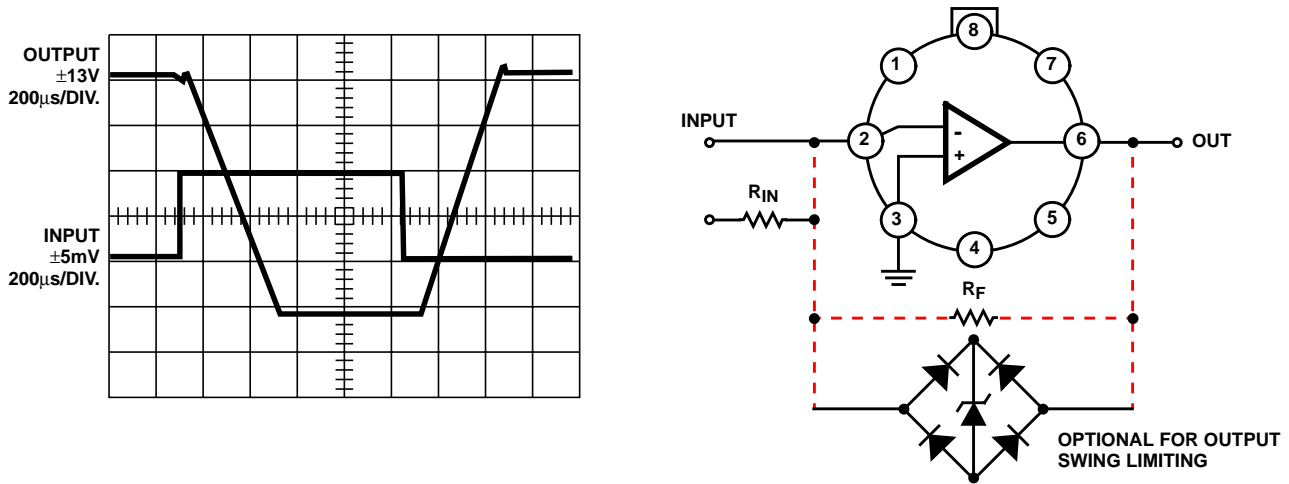 OUTPUT
±13V
200µs/DIV.
INPUT
±5mV
200µs/DIV.
8
1
7
INPUT
2
-
+
6
OUT
RIN
3
5
4
RF
OPTIONAL FOR OUTPUT
SWING LIMITING